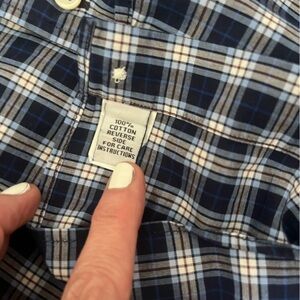 100%
COTTON
REVERSE
SIDE
FOR CARE
INSTRUCTIONS